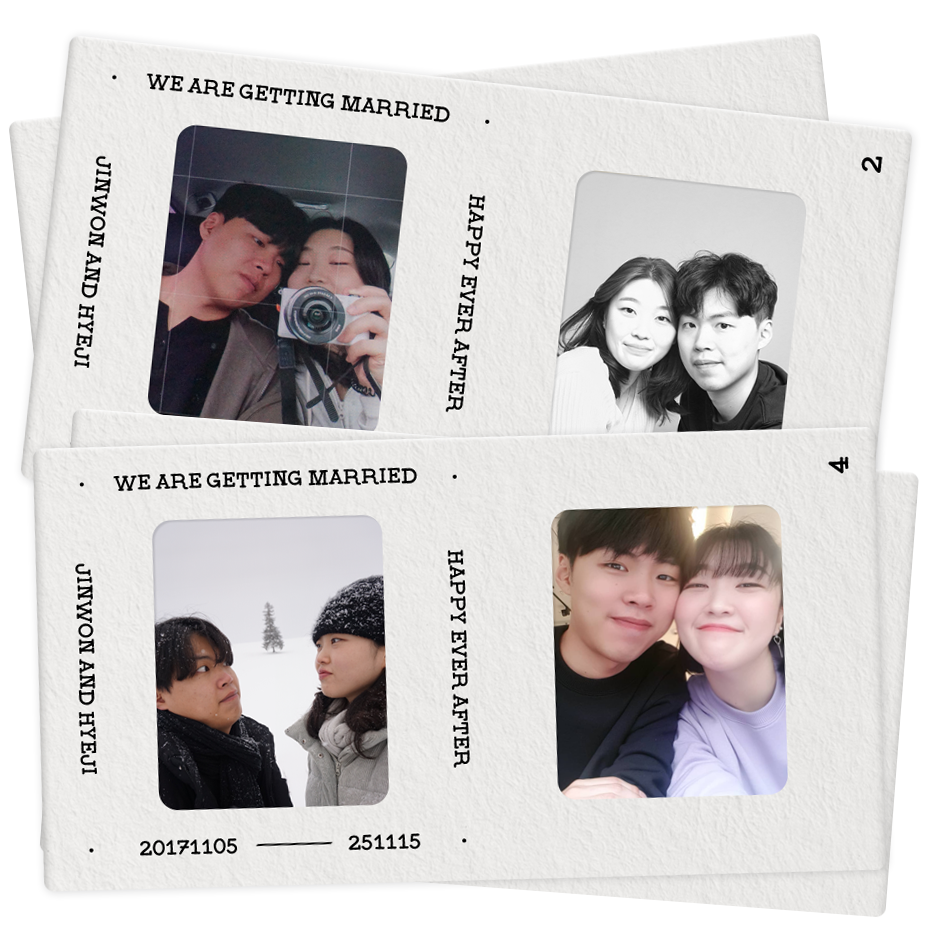 WE ARE GETTING MARRIED
2
JINWON AND HYEJI
HAPPY EVER AFTER
WE ARE GETTING MARRIED
4
JINWON AND HYEJI
HAPPY EVER AFTER
20171105 — 251115